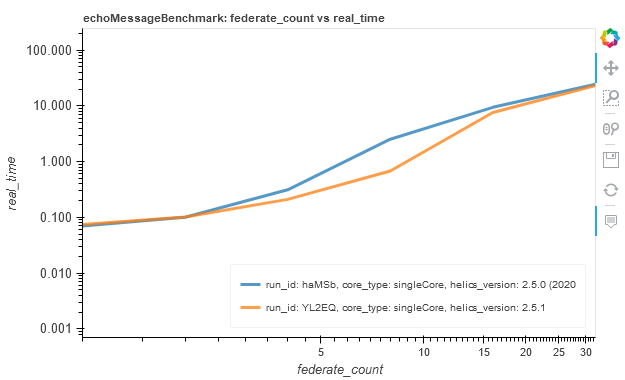 echoMessageBenchmark: federate_count vs real_time
100.000
10.000
1.000
0.100
0.010
0.001
real_time
run_id: haMSb, core_type: singleCore, helics_version: 2.5.0 (2020
run_id: YL2EQ, core_type: singleCore, helics_version: 2.5.1
5 10 15 20 25 30
federate_count